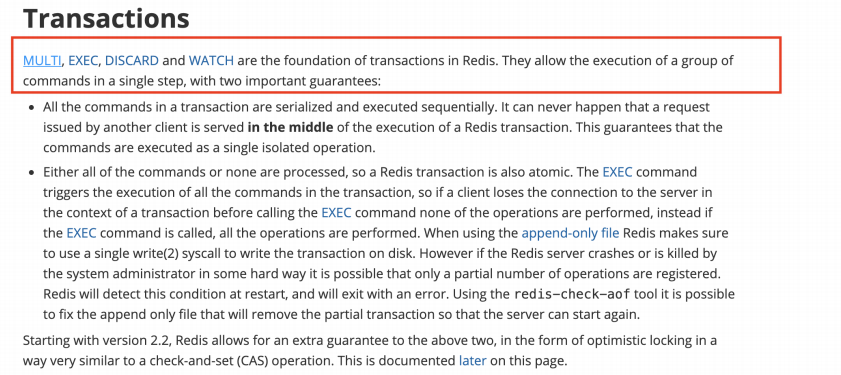 Transactions
MULTI, EXEC, DISCARD and WATCH are the foundation of transactions in Redis. They allow the execution of a group of
commands in a single step, with two important guarantees:
• All the commands in a transaction are serialized and executed sequentially. It can never happen that a request
issued by another client is served in the middle of the execution of a Redis transaction. This guarantees that the
commands are executed as a single isolated operation.
• Either all of the commands or none are processed, so a Redis transaction is also atomic. The EXEC command
triggers the execution of all the commands in the transaction, so if a client loses the connection to the server in
the context of a transaction before calling the EXEC command none of the operations are performed, instead if
the EXEC command is called, all the operations are performed. When using the append-only file Redis makes sure
to use a single write(2) syscall to write the transaction on disk. However if the Redis server crashes or is killed by
the system administrator in some hard way it is possible that only a partial number of operations are registered.
Redis will detect this condition at restart, and will exit with an error. Using the redis-check-aof tool it is possible
to fix the append only file that will remove the partial transaction so that the server can start again.
Starting with version 2.2, Redis allows for an extra guarantee to the above two, in the form of optimistic locking in a
way very similar to a check-and-set (CAS) operation. This is documented later on this page.